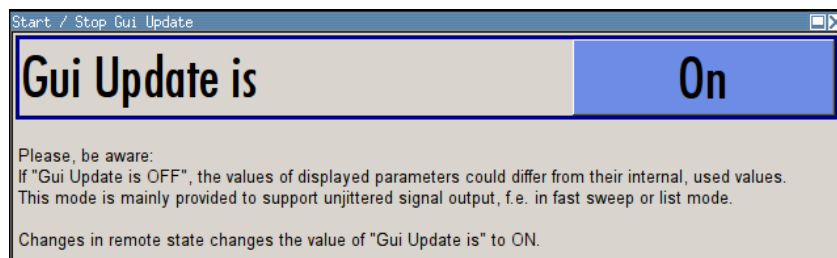 Start / Stop Gui Update
Gui Update is On
Please, be aware:
If "Gui Update is OFF", the values of displayed parameters could differ from their internal, used values.
This mode is mainly provided to support unjittered signal output, f.e. in fast sweep or list mode.
Changes in remote state changes the value of "Gui Update is" to ON.